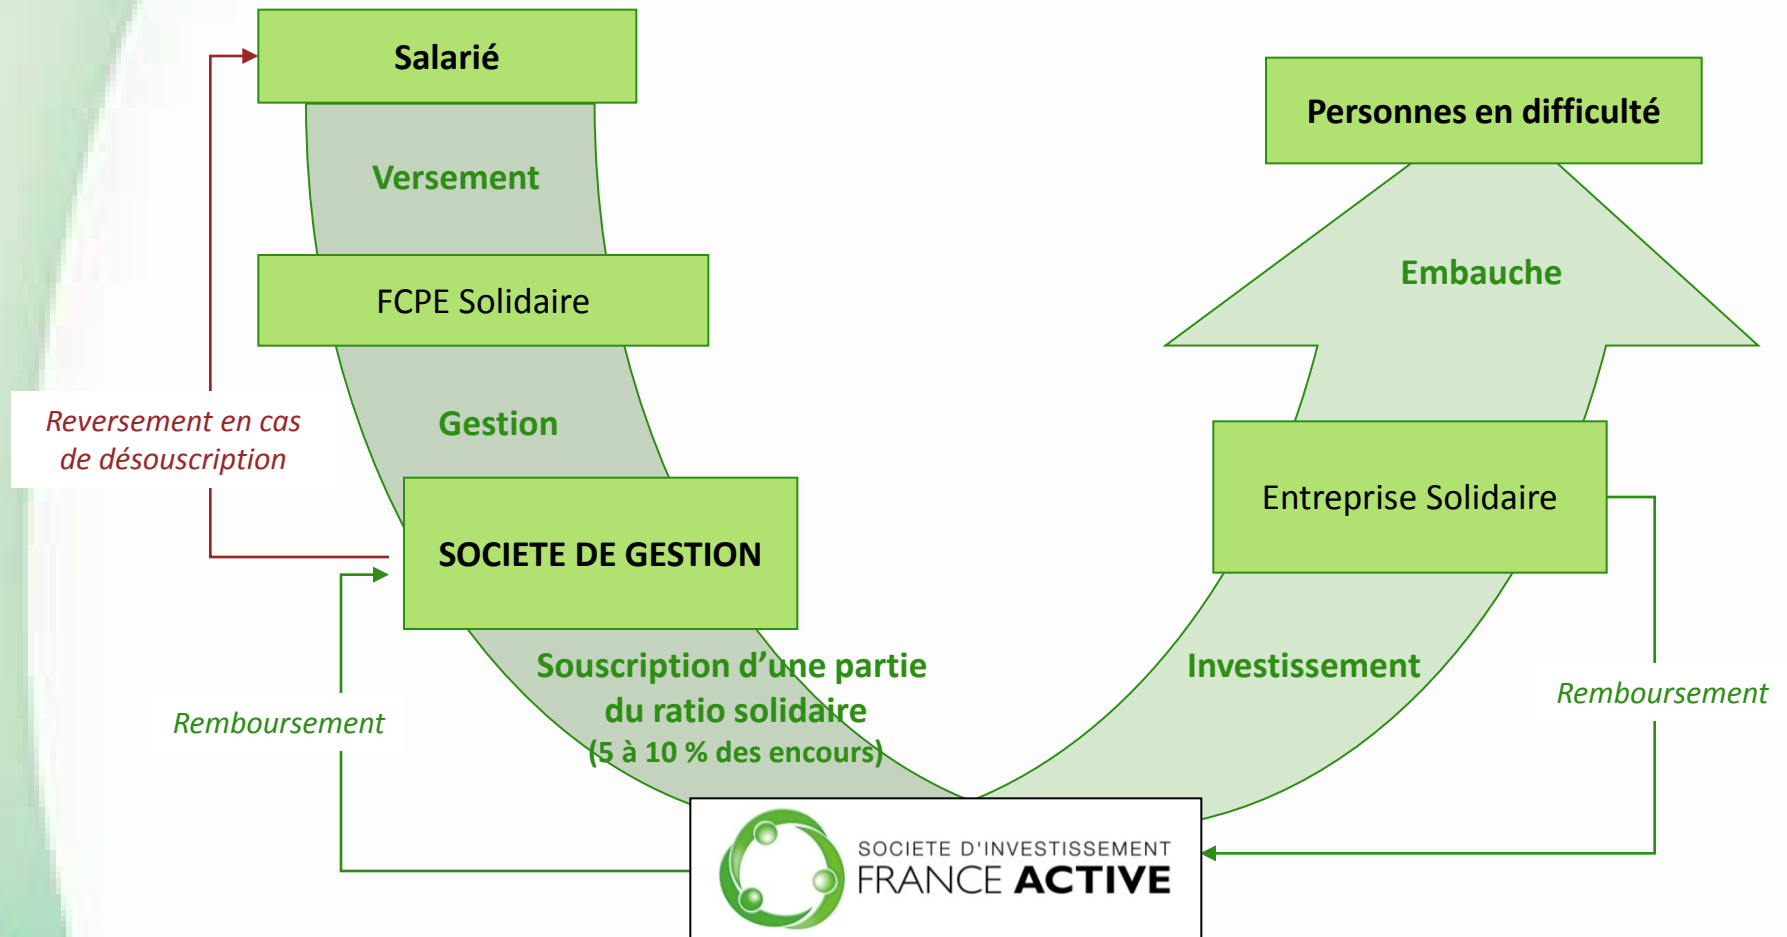 Salarié
Personnes en difficulté
Versement
Embauche
FCPE Solidaire
Reversement en cas
de désouscription
Gestion
Entreprise Solidaire
SOCIETE DE GESTION
Souscription d’une partie
du ratio solidaire
(5 à 10 % des encours)
Investissement
Remboursement
Remboursement
SOCIETE D'INVESTISSEMENT
FRANCE ACTIVE